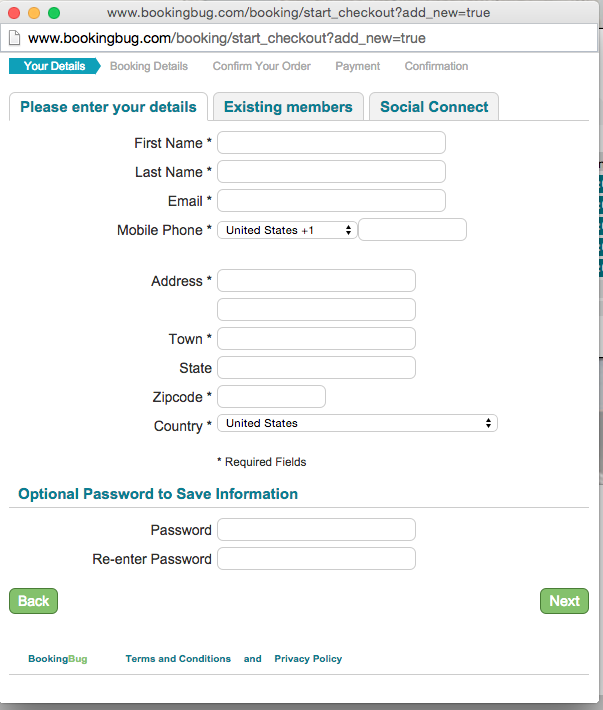 www.bookingbug.com/booking/start_checkout?add_new=true
www.bookingbug.com/booking/start_checkout?add_new=true
Your Details Booking Details Confirm Your Order Payment Confirmation
Please enter your details Existing members Social Connect
First Name *
Last Name *
Email *
Mobile Phone * United States +1
Address *
Town *
State
Zipcode *
Country * United States
* Required Fields
Optional Password to Save Information
Password
Re-enter Password
Back Next
BookingBug Terms and Conditions and Privacy Policy